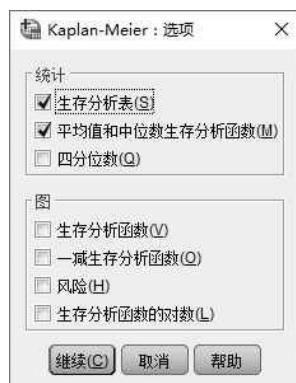 Kaplan-Meier：选项
统计
生存分析表(S)
平均值和中位数生存分析函数(M)
四分位数(Q)
图
生存分析函数(V)
一减生存分析函数(O)
风险(H)
生存分析函数的对数(L)
继续(C) 取消 帮助